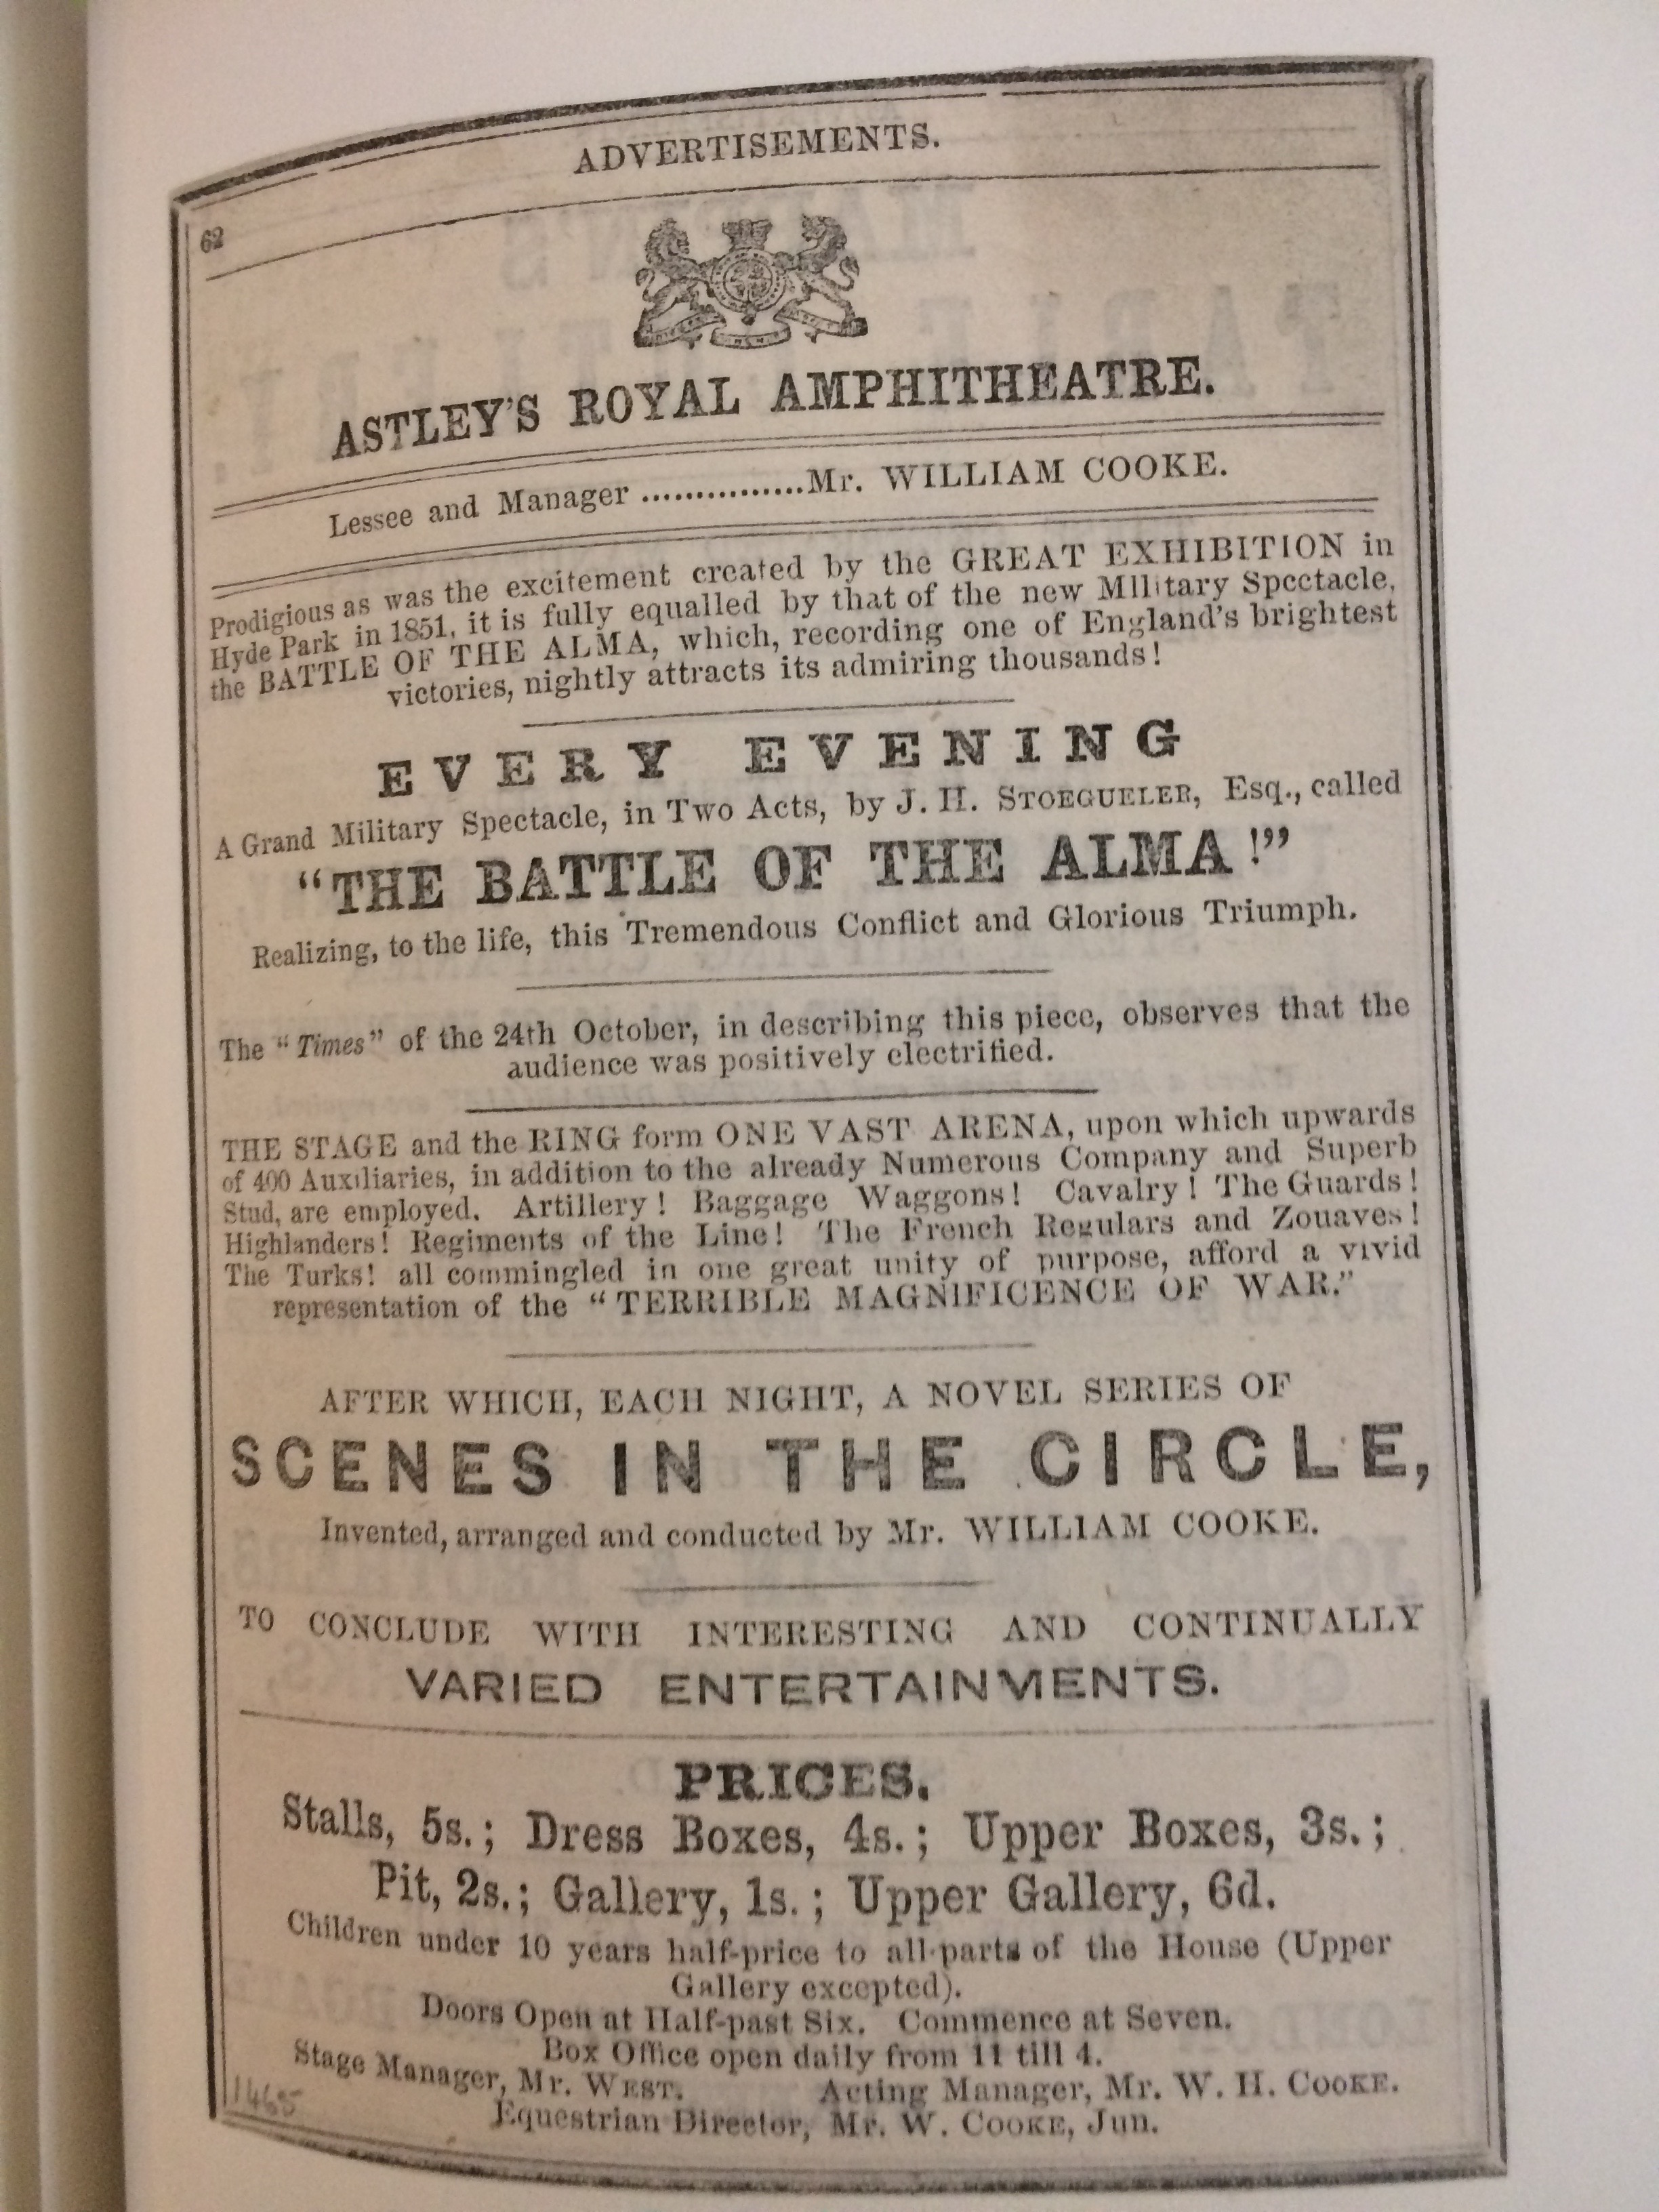 ADVERTISEMENTS.
62
ASTLEY'S ROYAL AMPHITHEATRE.
Lessee and Manager ...............Mr. WILLIAM COOKE.
Prodigious as was the excitement created by the GREAT EXHIBITION in
Hyde Park in 1851, it is fully equalled by that of the new MIlitary Spectacle,
the BATTLE OF THE ALMA, which, recording one of England's brightest
victories, nightly attracts its admiring thousands!
EVERY EVENING
A Grand Military Spectacle, in Two Acts, by J. H. STOEGUELER, Esq., called
"THE BATTLE OF THE ALMA!"
Realizing, to the life, this Tremendous Conflict and Glorious Triumph.
The "Times" of the 24th October, in describing this piece, observes that the
audience was positively electrified.
THE STAGE and the RING form ONE VAST ARENA, upon which upwards
of 400 Auxiliaries, in addition to the already Numerous Company and Superb
Stud, are employed. Artillery! Baggage Waggons! Cavalry! The Guards!
Highlanders! Regiments of the Line! The French Regulars and Zouaves!
The Turks! all commingled in one great unity of purpose, afford a vivid
representation of the "TERRIBLE MAGNIFICENCE OF WAR."
AFTER WHICH, EACH NIGHT, A NOVEL SERIES OF
SCENES IN THE CIRCLE,
Invented, arranged and conducted by Mr. WILLIAM COOKE.
TO CONCLUDE WITH INTERESTING AND CONTINUALLY
VARIED ENTERTAINMENTS.
PRICES.
Stalls, 5s.; Dress Boxes, 4s.; Upper Boxes, 3s.;
Pit, 2s.; Gallery, 1s.; Upper Gallery, 6d.
Children under 10 years half-price to all parts of the House (Upper
Gallery excepted).
Doors Open at Half-past Six. Commence at Seven.
Box Office open daily from 11 till 4.
Stage Manager, Mr. WEST. Acting Manager, Mr. W. H. COOKE.
Equestrian Director, Mr. W. COOKE, Jun.